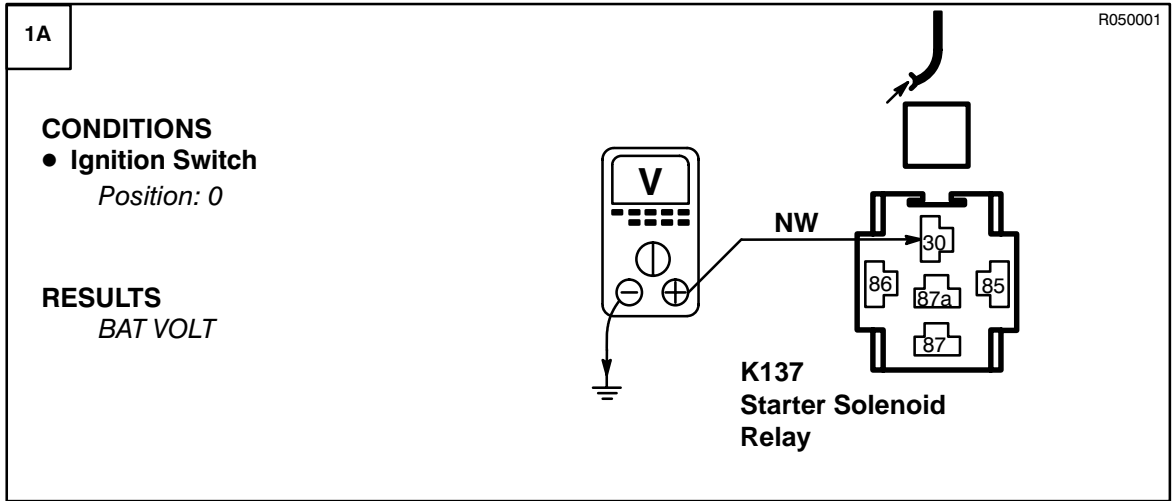 1A
R050001
CONDITIONS
● Ignition Switch
Position: 0
RESULTS
BAT VOLT
V
− +
NW
30
86 87a 85
87
K137
Starter Solenoid
Relay